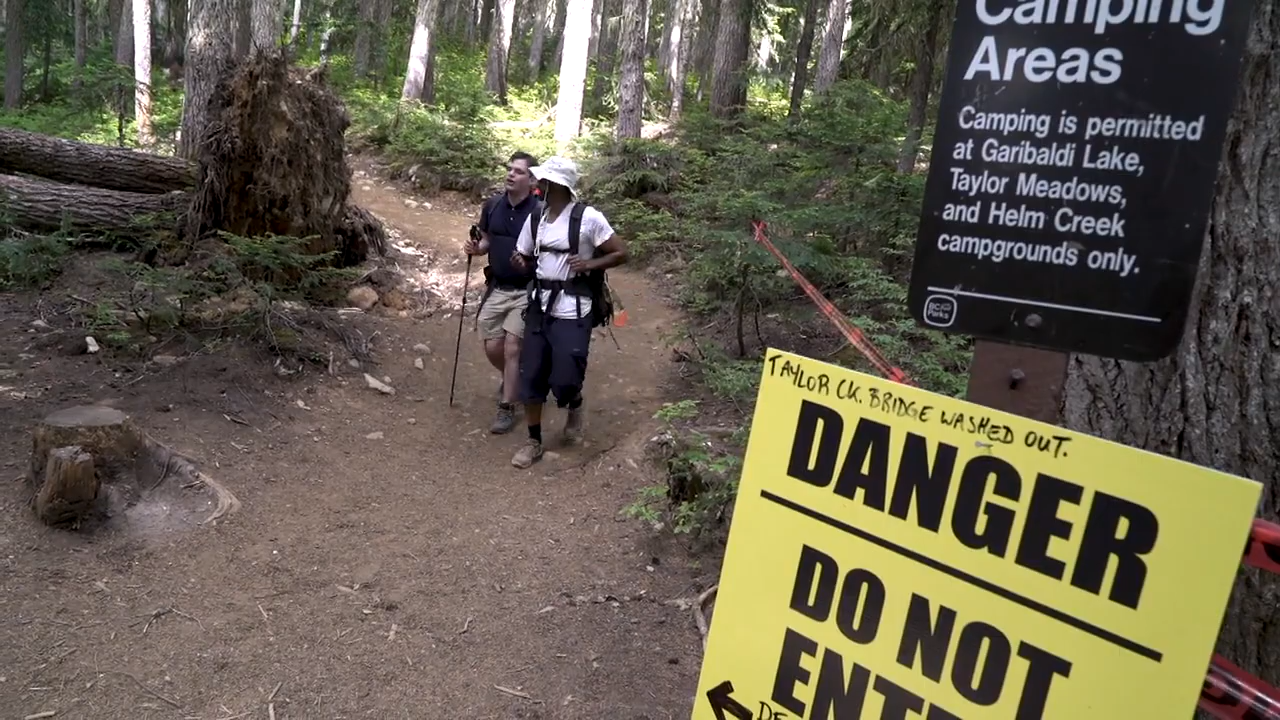 Camping
Areas
Camping is permitted
at Garibaldi Lake,
Taylor Meadows,
and Helm Creek
campgrounds only.
BC Parks
TAYLOR CK. BRIDGE WASHED OUT.
DANGER
DO NOT